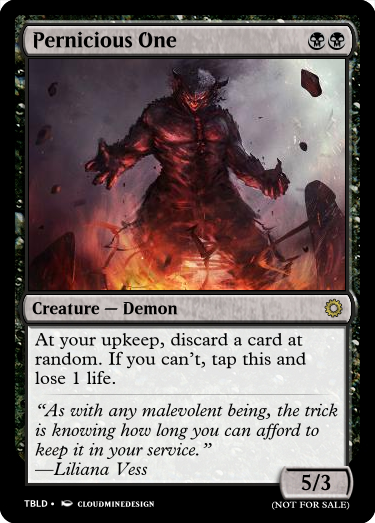 Pernicious One
Creature — Demon
At your upkeep, discard a card at
random. If you can't, tap this and
lose 1 life.
“As with any malevolent being, the trick
is knowing how long you can afford to
keep it in your service.”
—Liliana Vess
5/3
TBLD • CLOUDMINEDESIGN
(NOT FOR SALE)